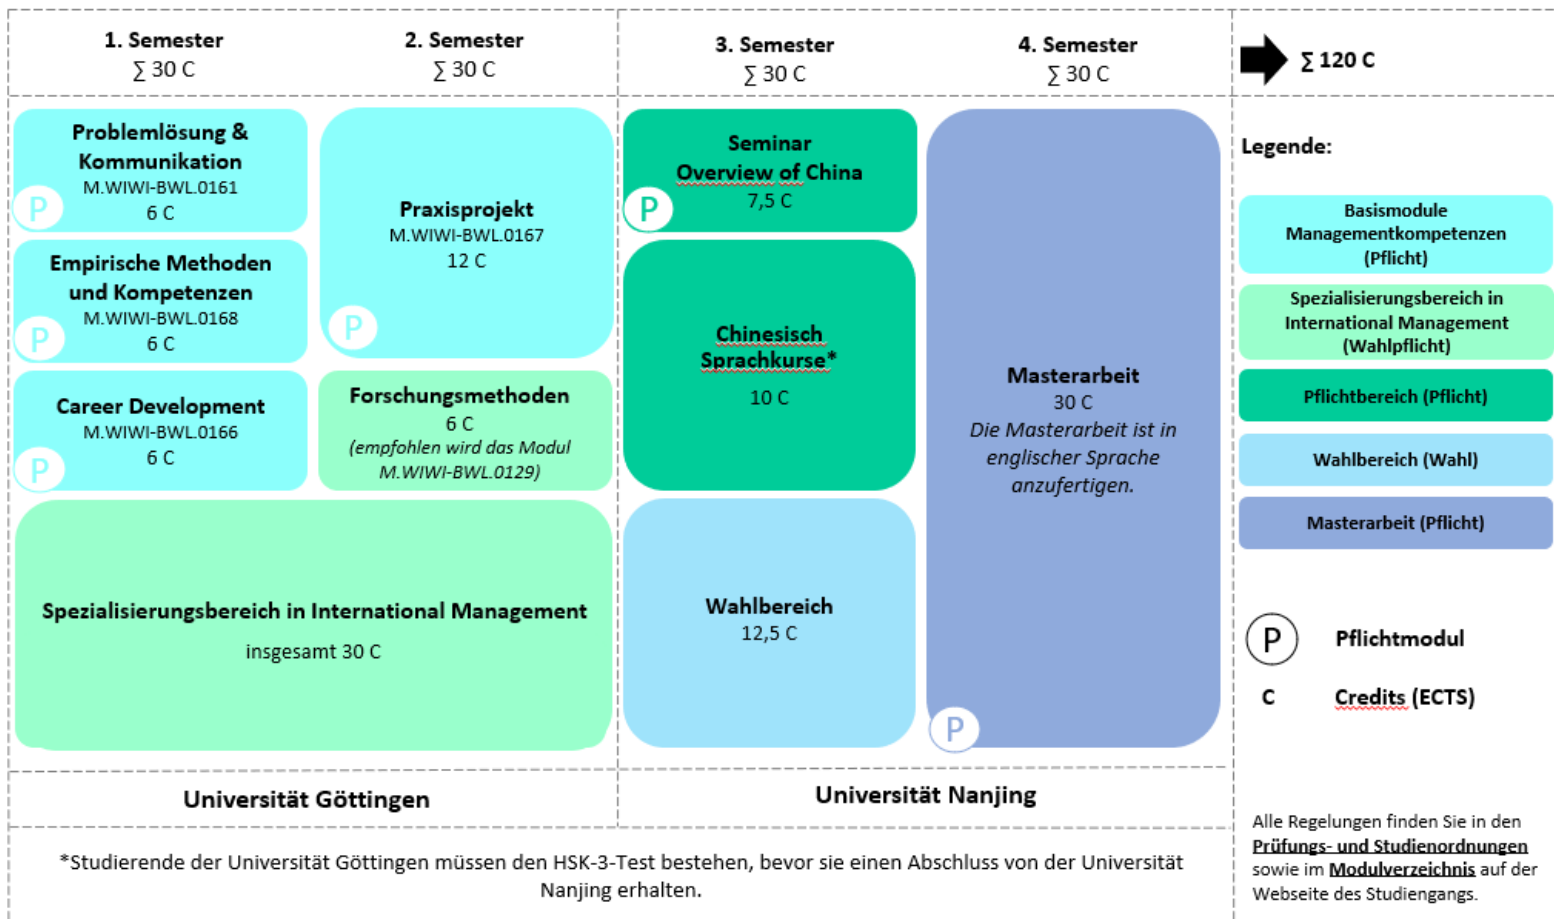 1. Semester
∑ 30 C
2. Semester
∑ 30 C
3. Semester
∑ 30 C
4. Semester
∑ 30 C
∑ 120 C
Problemlösung &
Kommunikation
M.WIWI-BWL.0161
6 C
P
Empirische Methoden
und Kompetenzen
M.WIWI-BWL.0168
6 C
P
Career Development
M.WIWI-BWL.0166
6 C
P
Praxisprojekt
M.WIWI-BWL.0167
12 C
P
Forschungsmethoden
6 C
(empfohlen wird das Modul
M.WIWI-BWL.0129)
Spezialisierungsbereich in International Management
insgesamt 30 C
Seminar
Overview of China
7,5 C
P
Chinesisch
Sprachkurse*
10 C
Wahlbereich
12,5 C
Masterarbeit
30 C
Die Masterarbeit ist in
englischer Sprache
anzufertigen.
P
Universität Göttingen
Universität Nanjing
*Studierende der Universität Göttingen müssen den HSK-3-Test bestehen, bevor sie einen Abschluss von der Universität
Nanjing erhalten.
Legende:
Basismodule
Managementkompetenzen
(Pflicht)
Spezialisierungsbereich in
International Management
(Wahlpflicht)
Pflichtbereich (Pflicht)
Wahlbereich (Wahl)
Masterarbeit (Pflicht)
P Pflichtmodul
C Credits (ECTS)
Alle Regelungen finden Sie in den
Prüfungs- und Studienordnungen
sowie im Modulverzeichnis auf der
Webseite des Studiengangs.